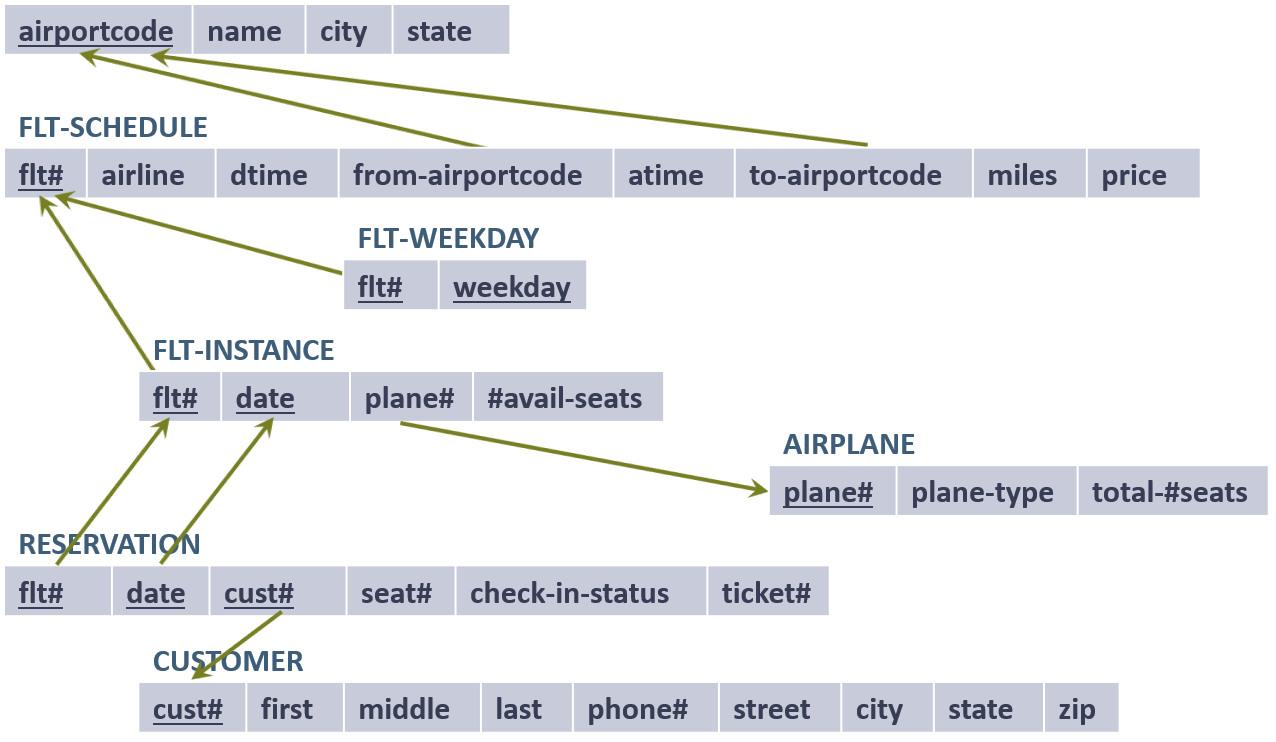 airportcode name city state
FLT-SCHEDULE
flt# airline dtime from-airportcode atime to-airportcode miles price
FLT-WEEKDAY
flt# weekday
FLT-INSTANCE
flt# date plane# #avail-seats
AIRPLANE
plane# plane-type total-#seats
RESERVATION
flt# date cust# seat# check-in-status ticket#
CUSTOMER
cust# first middle last phone# street city state zip